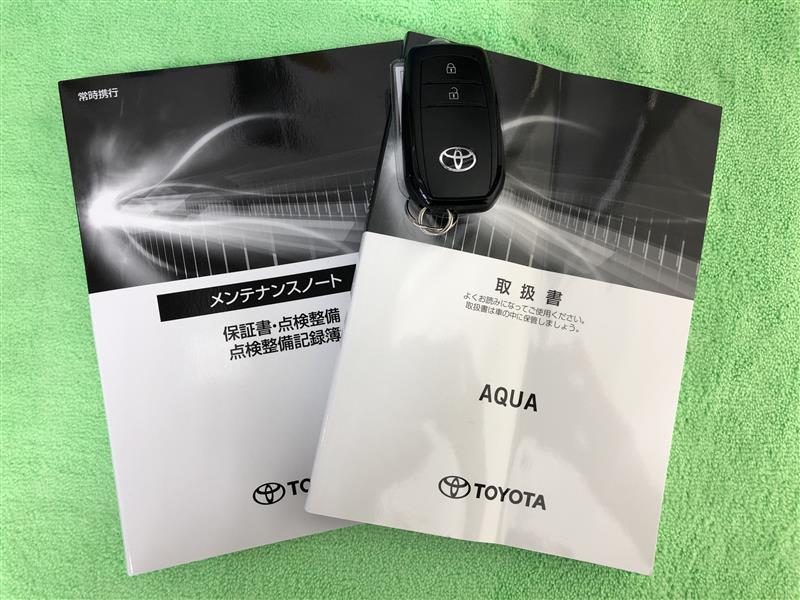 常時携行
メンテナンスノート
保証書・点検整備
点検整備記録簿
取扱書
よくお読みになってご使用ください。
取扱書は車の中に保管しましょう。
AQUA
TOYOTA